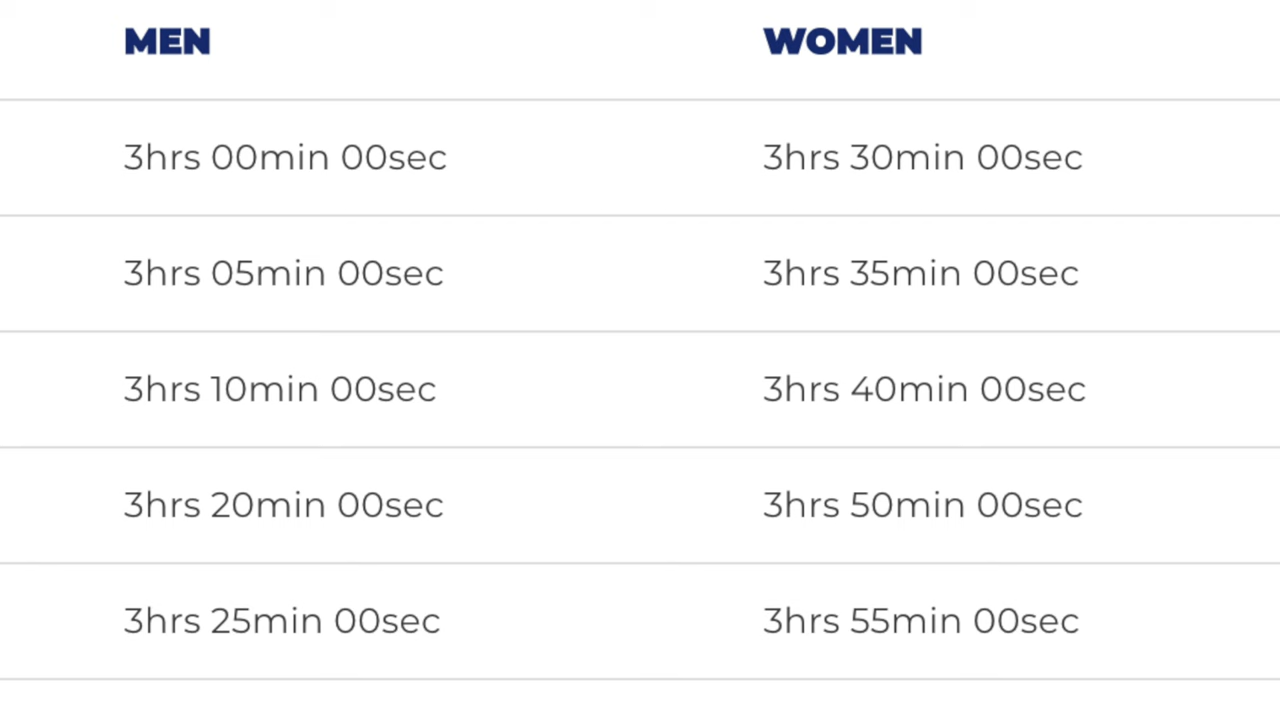 MEN WOMEN
3hrs 00min 00sec 3hrs 30min 00sec
3hrs 05min 00sec 3hrs 35min 00sec
3hrs 10min 00sec 3hrs 40min 00sec
3hrs 20min 00sec 3hrs 50min 00sec
3hrs 25min 00sec 3hrs 55min 00sec